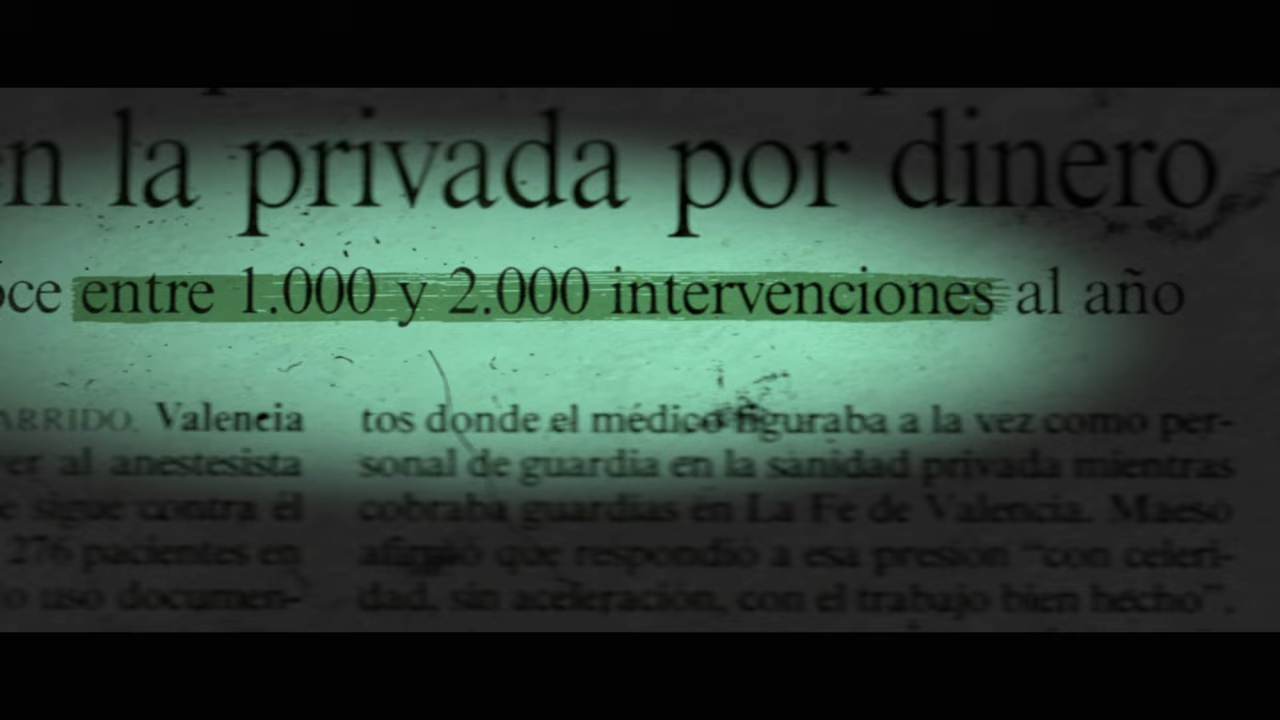 en la privada por dinero
entre 1.000 y 2.000 intervenciones al año
ARRIDO. Valencia
al anestesista
sigue contra él
276 pacientes en
o uso documen-
tos donde el médico figuraba a la vez como per-
sonal de guardia en la sanidad privada mientras
cobraba guardias en La Fe de Valencia. Maeso
afirmó que respondió a esa presión "con celeri-
dad, sin aceleración, con el trabajo bien hecho".